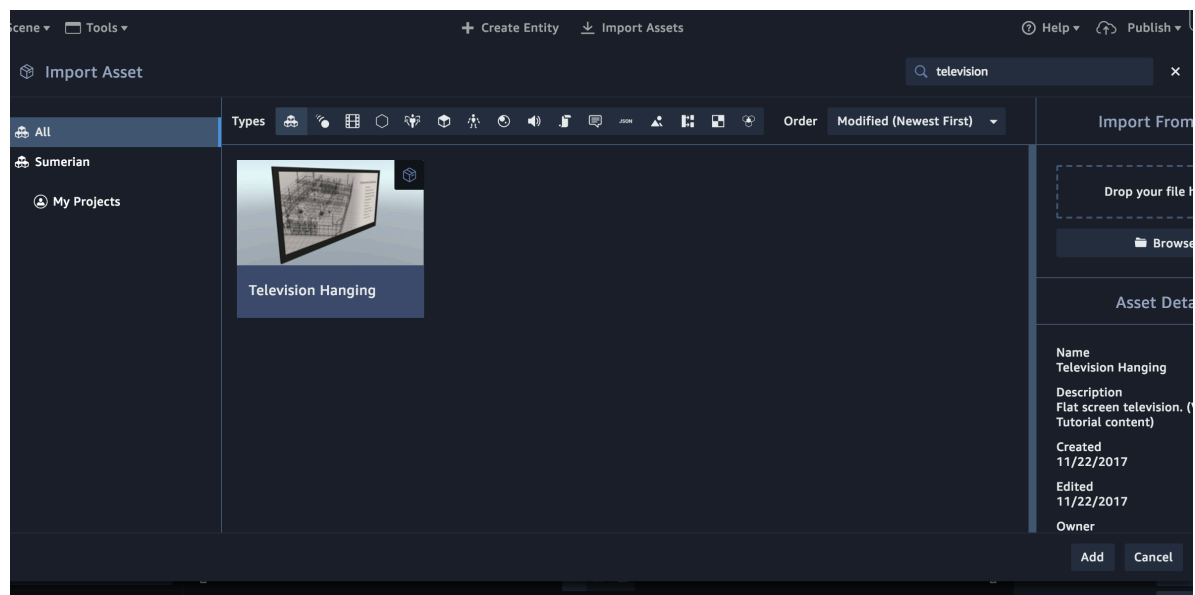 Scene Tools Create Entity Import Assets Help Publish
Import Asset television
All
Sumerian
My Projects
Types JSON Order Modified (Newest First)
Television Hanging
Import From
Drop your file
Browse
Asset
Name
Television Hanging
Description
Flat screen television.
Tutorial content)
Created
11/22/2017
Edited
11/22/2017
Owner
Add Cancel